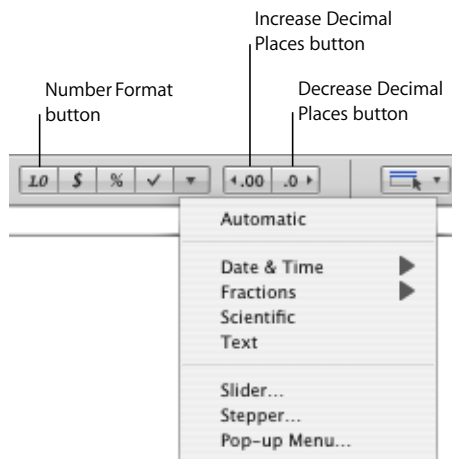 Increase Decimal
Places button
Number Format
button
Decrease Decimal
Places button
1.0 $ % ✓ ▼ ◂.00 .0 ▸
Automatic
Date & Time ▶
Fractions ▶
Scientific
Text
Slider...
Stepper...
Pop-up Menu...